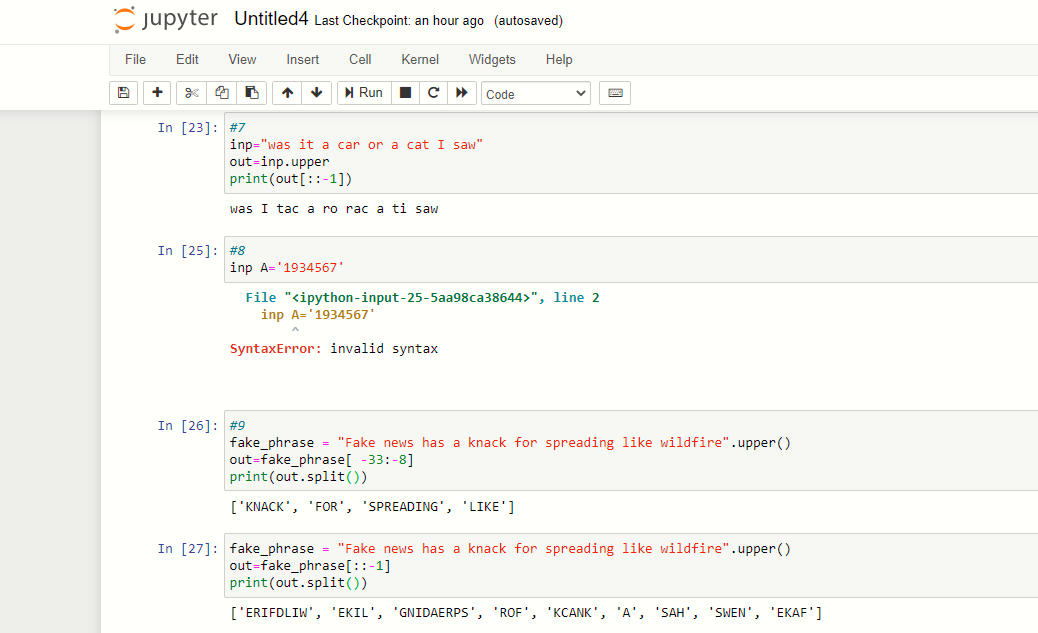 jupyter Untitled4 Last Checkpoint: an hour ago (autosaved)
File Edit View Insert Cell Kernel Widgets Help
Run Code
In [23]: #7
inp="was it a car or a cat I saw"
out=inp.upper
print(out[::-1])
was I tac a ro rac a ti saw
In [25]: #8
inp A='1934567'
File "<ipython-input-25-5aa98ca38644>", line 2
inp A='1934567'
^
SyntaxError: invalid syntax
In [26]: #9
fake_phrase = "Fake news has a knack for spreading like wildfire".upper()
out=fake_phrase[ -33:-8]
print(out.split())
['KNACK', 'FOR', 'SPREADING', 'LIKE']
In [27]: fake_phrase = "Fake news has a knack for spreading like wildfire".upper()
out=fake_phrase[::-1]
print(out.split())
['ERIFDLIW', 'EKIL', 'GNIDAERPS', 'ROF', 'KCANK', 'A', 'SAH', 'SWEN', 'EKAF']